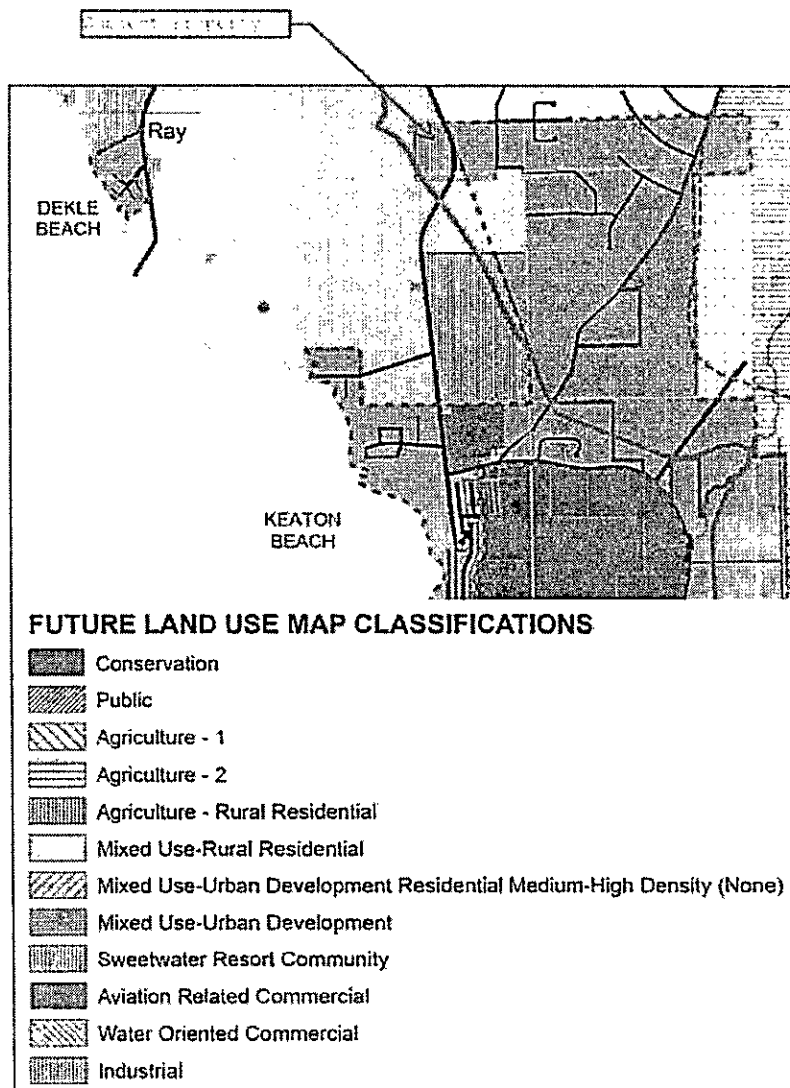 Ray
DEKLE
BEACH
KEATON
BEACH
FUTURE LAND USE MAP CLASSIFICATIONS
Conservation
Public
Agriculture - 1
Agriculture - 2
Agriculture - Rural Residential
Mixed Use-Rural Residential
Mixed Use-Urban Development Residential Medium-High Density (None)
Mixed Use-Urban Development
Sweetwater Resort Community
Aviation Related Commercial
Water Oriented Commercial
Industrial